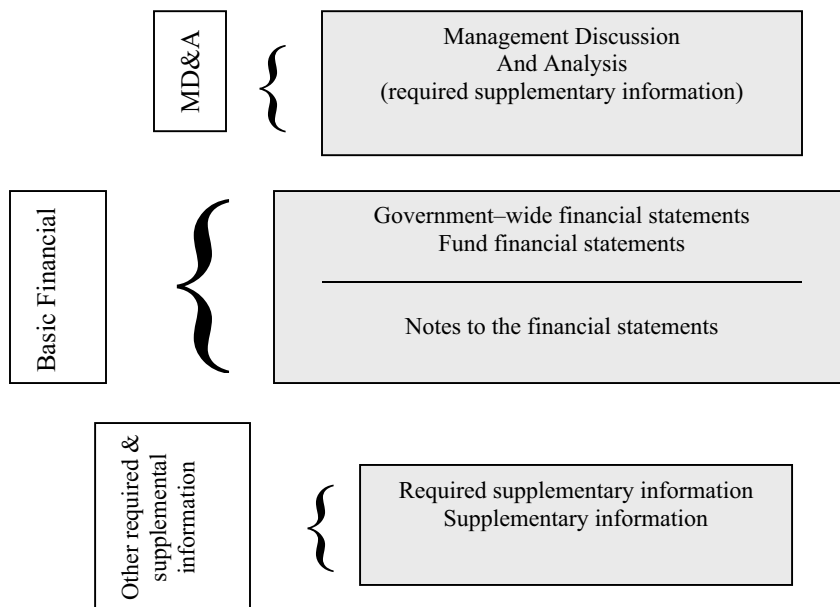 MD&A
Management Discussion
And Analysis
(required supplementary information)
Basic Financial
Government–wide financial statements
Fund financial statements
Notes to the financial statements
Other required &
supplemental
information
Required supplementary information
Supplementary information